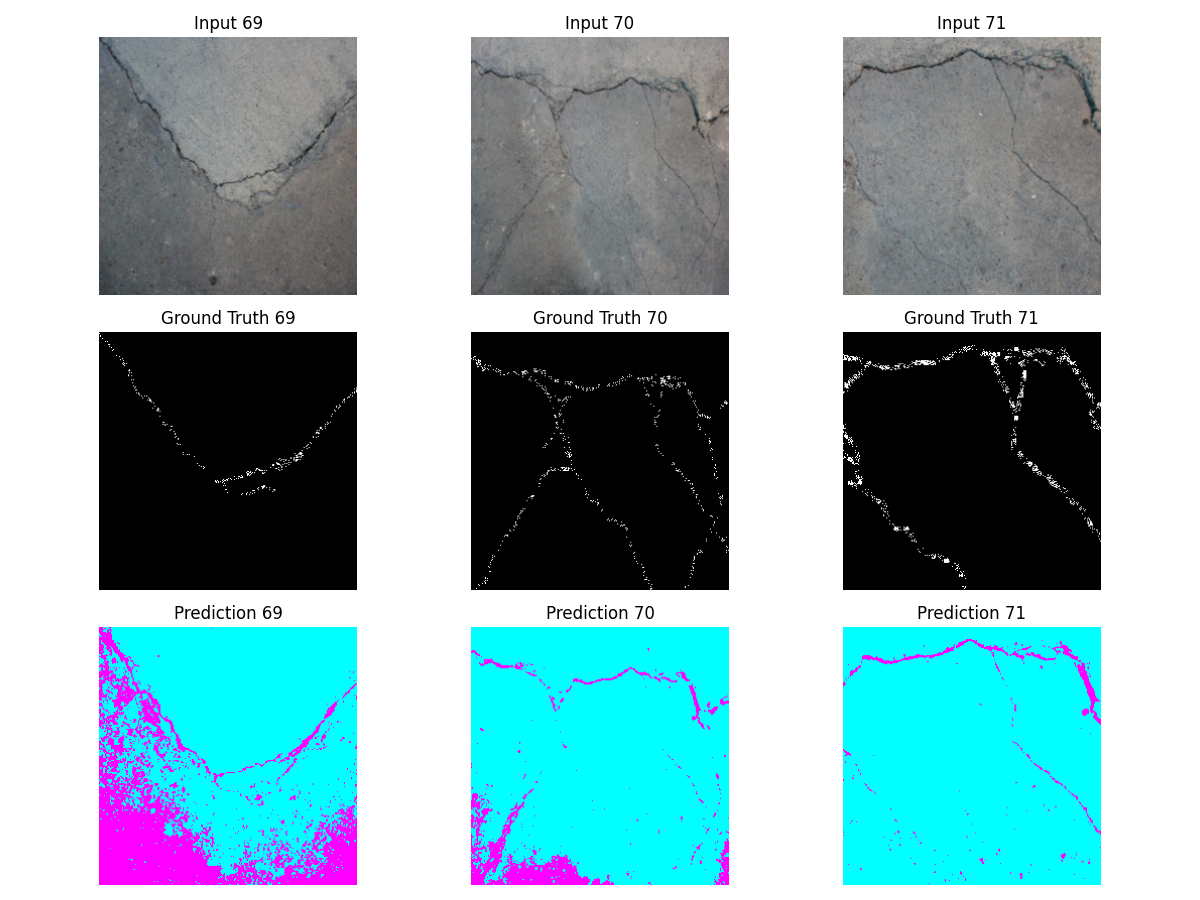 Input 69
Input 70
Input 71
Ground Truth 69
Ground Truth 70
Ground Truth 71
Prediction 69
Prediction 70
Prediction 71